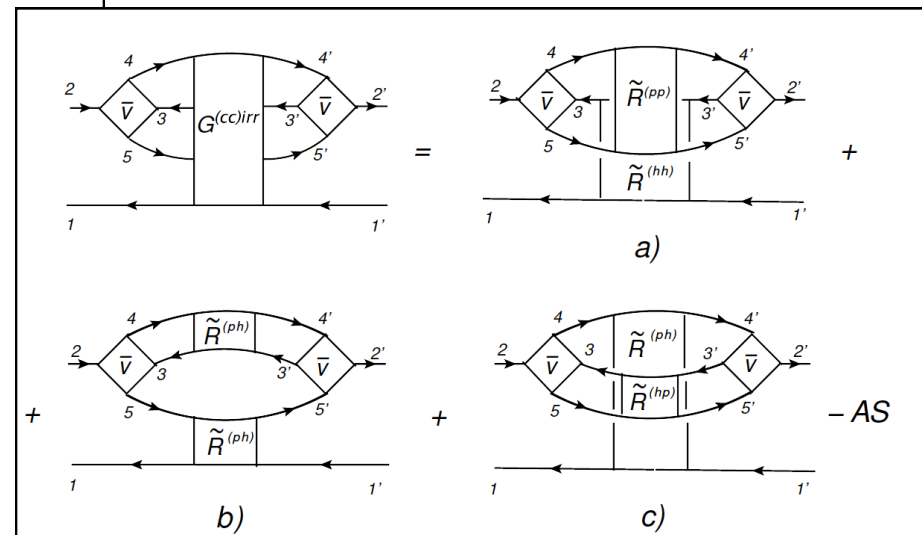 4 4'
2 v̄ 3 G^(cc)irr 3' v̄ 2'
5 5'
1 1'
=
4 4'
2 v̄ 3 R̃^(pp) 3' v̄ 2'
5 5'
R̃^(hh)
1 1'
a)
+
+
4 R̃^(ph) 4'
2 v̄ 3 3' v̄ 2'
5 5'
R̃^(ph)
1 1'
b)
+
4 4'
2 v̄ 3 R̃^(ph) 3' v̄ 2'
R̃^(hp)
5 5'
1 1'
c)
– AS